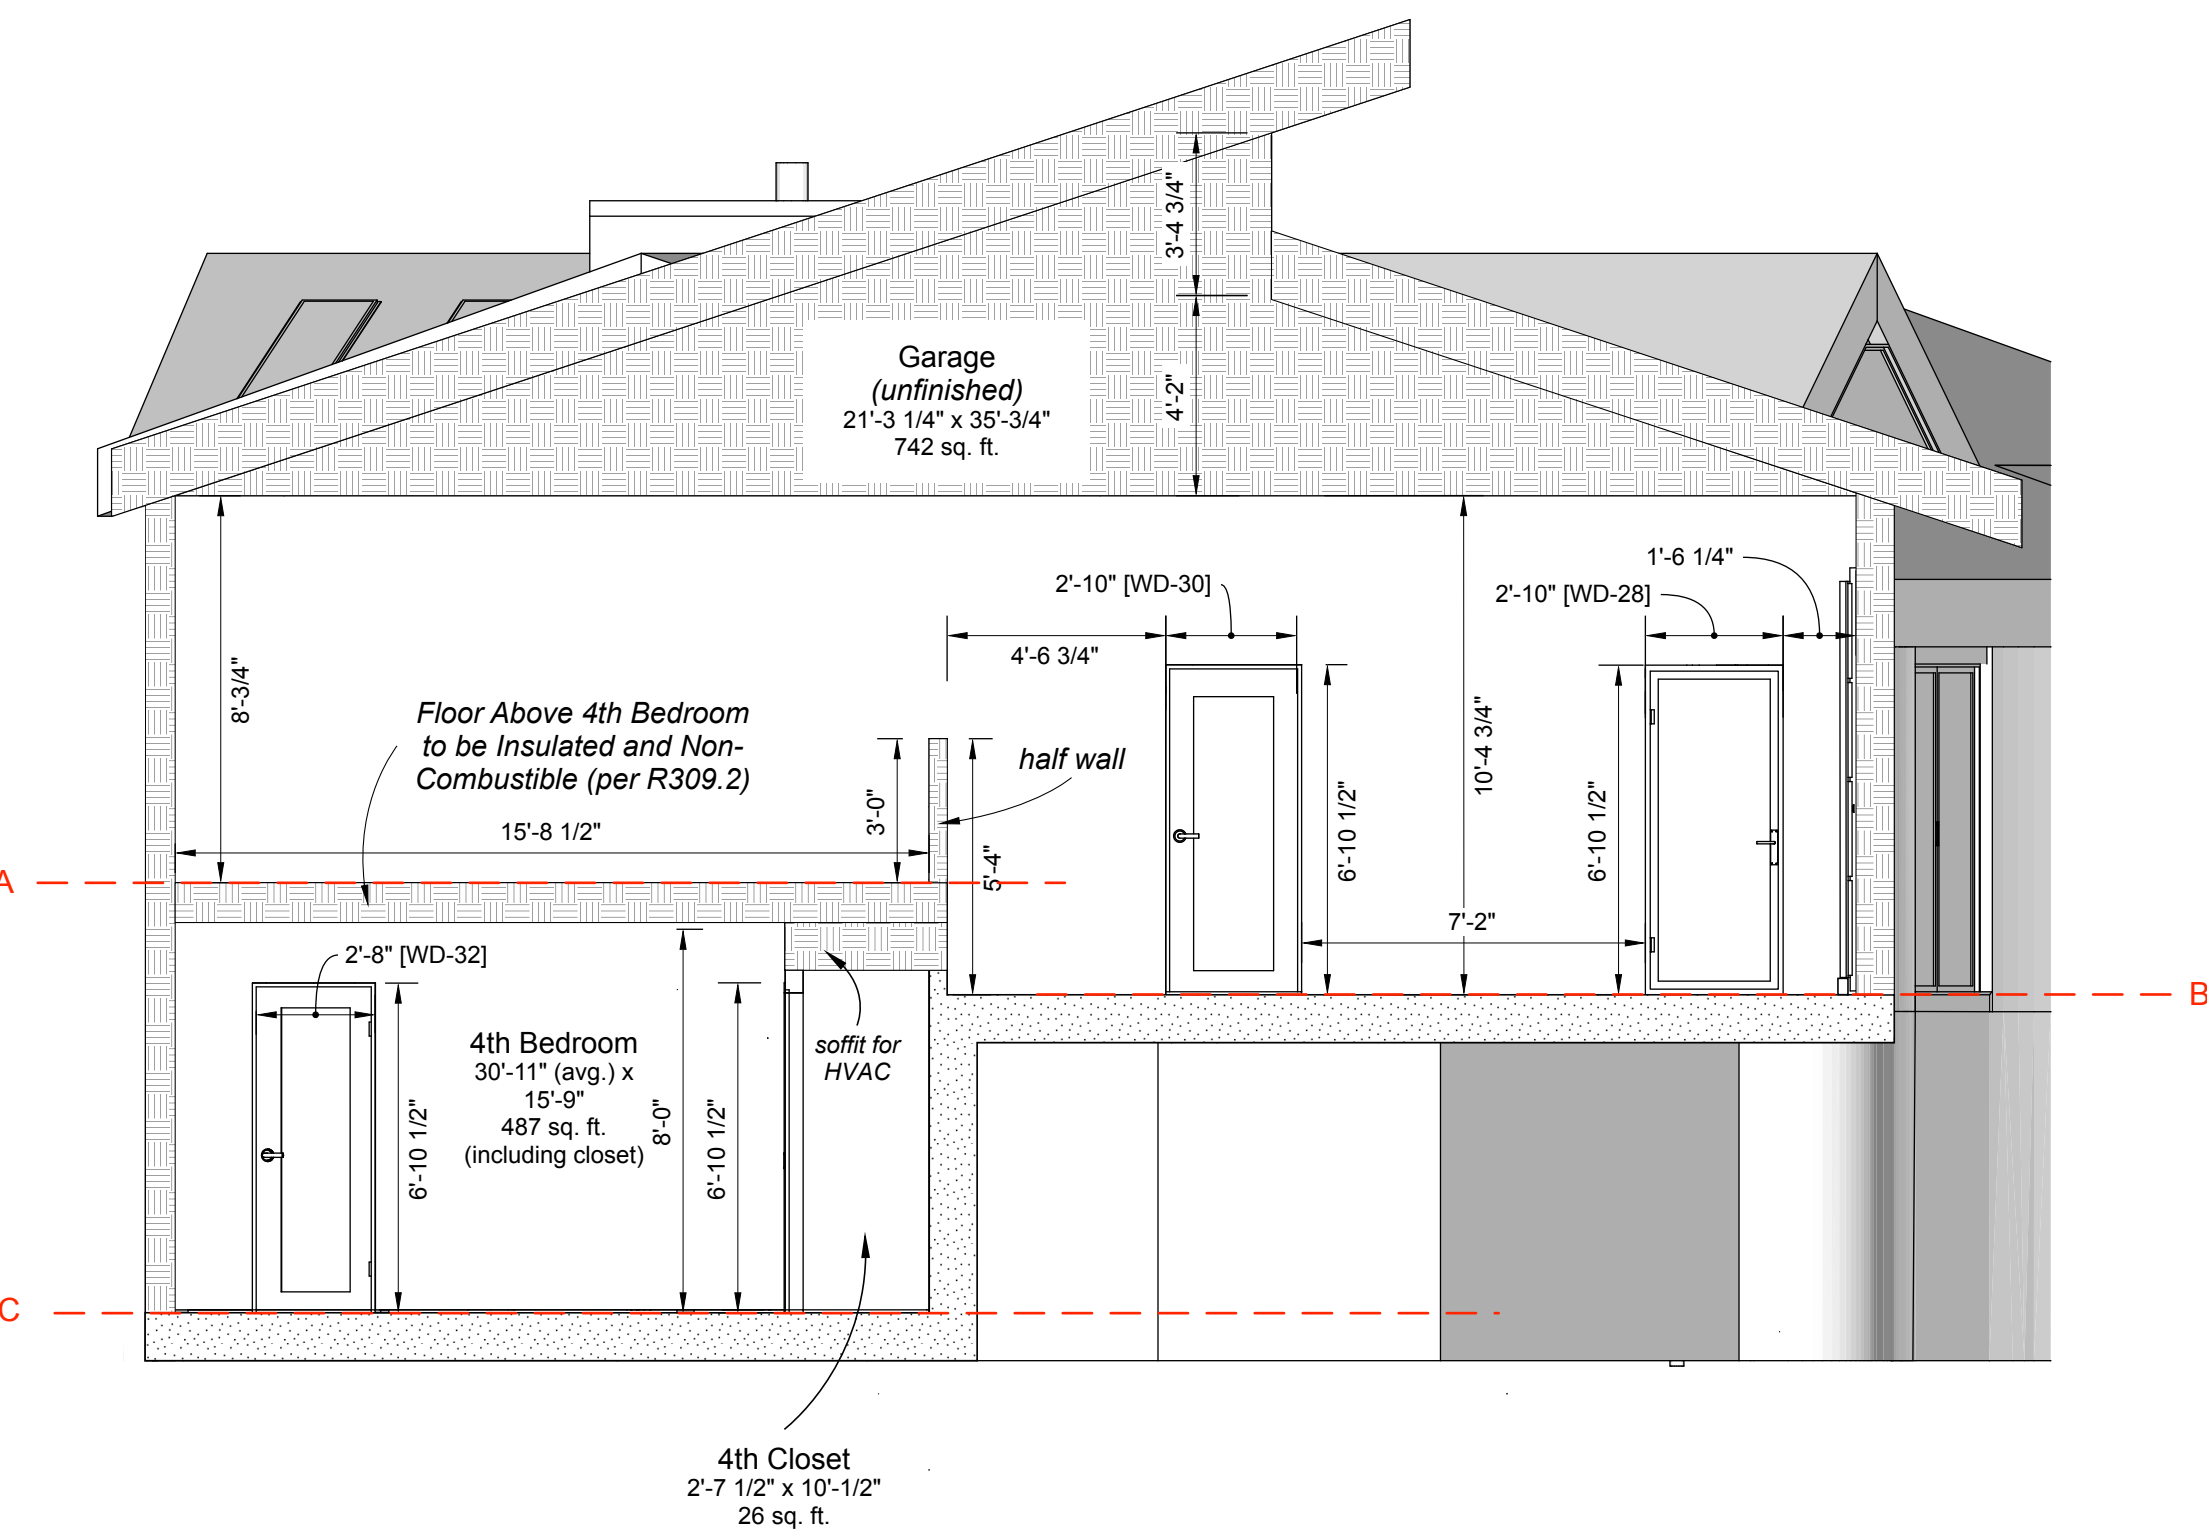 3'-4 3/4"
Garage
(unfinished)
21'-3 1/4" x 35'-3/4"
742 sq. ft.
4'-2"
1'-6 1/4"
2'-10" [WD-30]
2'-10" [WD-28]
4'-6 3/4"
8'-3/4"
Floor Above 4th Bedroom
to be Insulated and Non-
Combustible (per R309.2)
half wall
10'-4 3/4"
15'-8 1/2"
3'-0"
5'-4"
6'-10 1/2"
6'-10 1/2"
A
7'-2"
2'-8" [WD-32]
B
4th Bedroom
30'-11" (avg.) x
15'-9"
487 sq. ft.
(including closet)
soffit for
HVAC
6'-10 1/2"
8'-0"
6'-10 1/2"
C
4th Closet
2'-7 1/2" x 10'-1/2"
26 sq. ft.